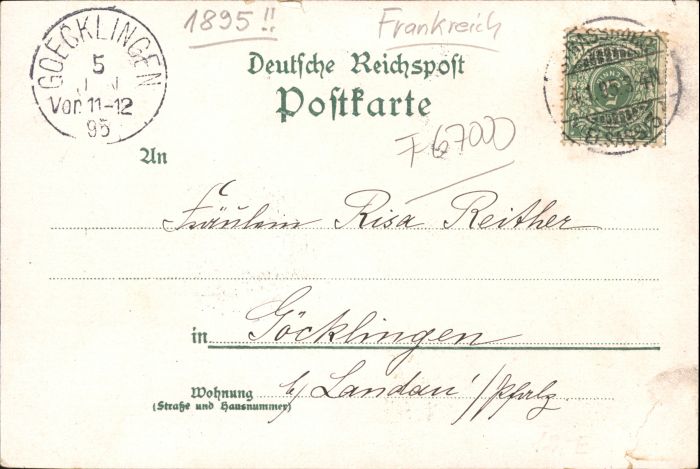 GOECKLINGEN
5
Vor. 11-12
95
1895 !!
Frankreich
Deutsche Reichspost
Postkarte
F 67000
An
Fräulein Risa Reither
in Göcklingen
Wohnung b/ Landau /Pfalz
(Straße und Hausnummer)